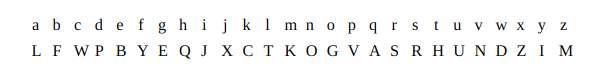 a b c d e f g h i j k l m n o p q r s t u v w x y z
L F W P B Y E Q J X C T K O G V A S R H U N D Z I M